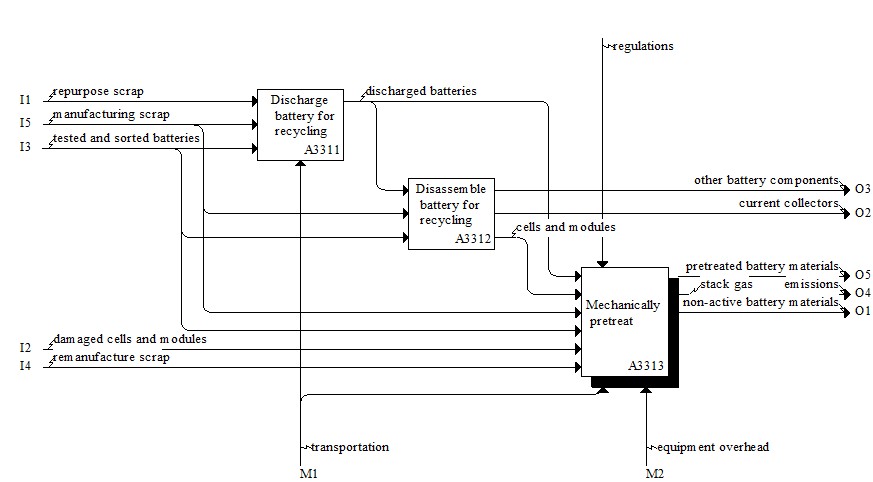 regulations
I1 repurpose scrap
I5 manufacturing scrap
I3 tested and sorted batteries
Discharge
battery for
recycling
A3311
discharged batteries
Disassemble
battery for
recycling
A3312
other battery components O3
current collectors O2
cells and modules
pretreated battery materials O5
stack gas emissions O4
non-active battery materials O1
Mechanically
pretreat
A3313
I2 damaged cells and modules
I4 remanufacture scrap
transportation
M1
equipment overhead
M2